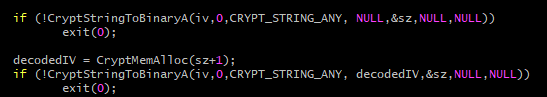 if (!CryptStringToBinaryA(iv,0,CRYPT_STRING_ANY, NULL,&sz,NULL,NULL))
exit(0);
decodedIV = CryptMemAlloc(sz+1);
if (!CryptStringToBinaryA(iv,0,CRYPT_STRING_ANY, decodedIV,&sz,NULL,NULL))
exit(0);